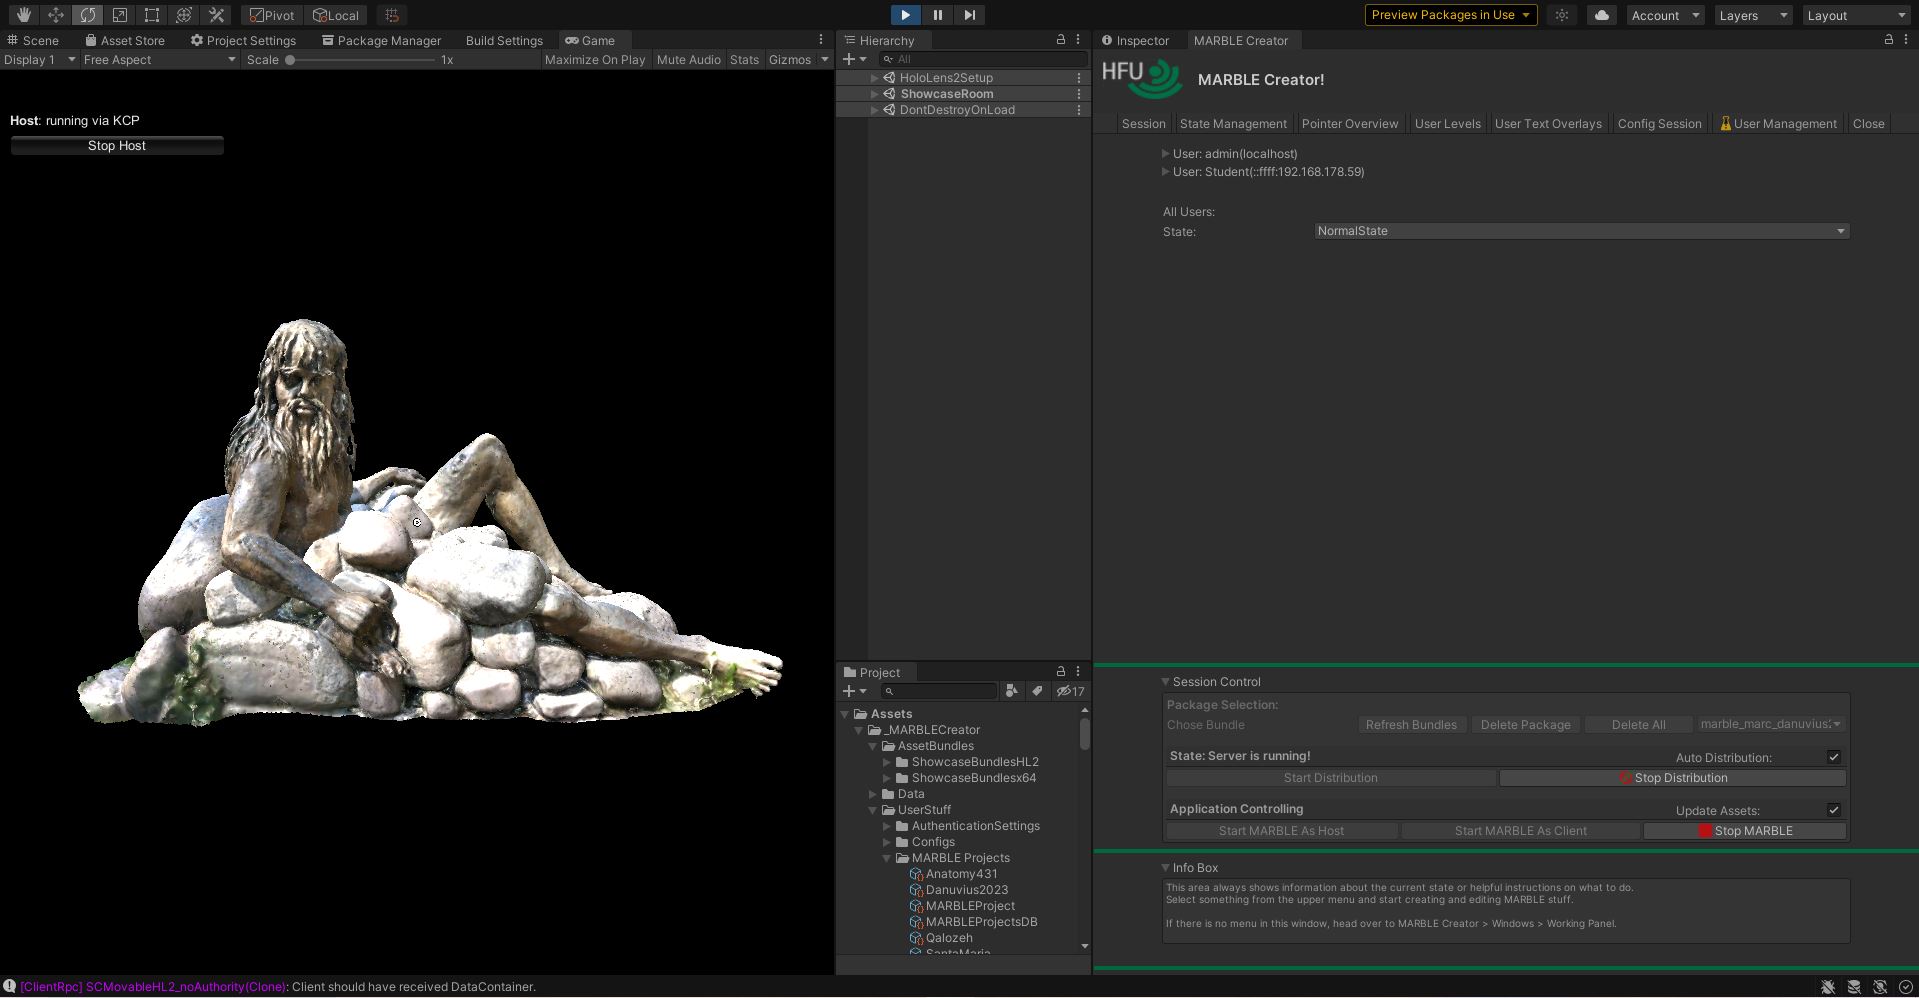 Pivot
Local
Preview Packages in Use
Account
Layers
Layout
Scene
Asset Store
Project Settings
Package Manager
Build Settings
Game
Display 1
Free Aspect
Scale
1x
Maximize On Play
Mute Audio
Stats
Gizmos
Host: running via KCP
Stop Host
Hierarchy
All
HoloLens2Setup
ShowcaseRoom
DontDestroyOnLoad
Project
17
Assets
_MARBLECreator
AssetBundles
ShowcaseBundlesHL2
ShowcaseBundlesx64
Data
UserStuff
AuthenticationSettings
Configs
MARBLE Projects
Anatomy431
Danuvius2023
MARBLEProject
MARBLEProjectsDB
Qalozeh
SantaMaria
Inspector
MARBLE Creator
HFU
MARBLE Creator!
Session
State Management
Pointer Overview
User Levels
User Text Overlays
Config Session
User Management
Close
User: admin(localhost)
User: Student(::ffff:192.168.178.59)
All Users:
State:
NormalState
Session Control
Package Selection:
Chose Bundle
Refresh Bundles
Delete Package
Delete All
State: Server is running!
Auto Distribution:
Start Distribution
Stop Distribution
Application Controlling
Update Assets:
Start MARBLE As Host
Start MARBLE As Client
Stop MARBLE
Info Box
This area always shows information about the current state or helpful instructions on what to do.
Select something from the upper menu and start creating and editing MARBLE stuff.
If there is no menu in this window, head over to MARBLE Creator > Windows > Working Panel.
[ClientRpc] SCMovableHL2_noAuthority(Clone): Client should have received DataContainer.